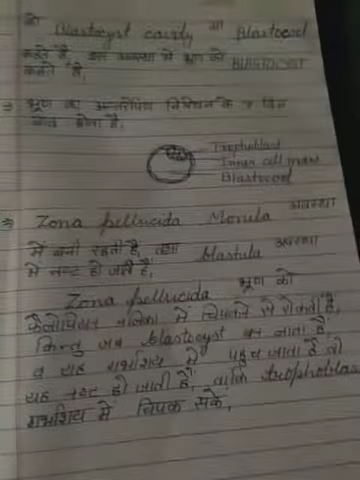 को Blastocyst cavity या Blastocoel
कहते है, इस अवस्था में भ्रूण को BLASTOCYST
कहते है,
⇒ भ्रूण का अन्तर्रोपण निषेचन के 7 दिन
बाद होता है,
Trophoblast
Inner cell mass
Blastocoel
⇒ Zona pellucida Morula अवस्था
में बनी रहती है, तथा blastula अवस्था
में नष्ट हो जाती है,
Zona pellucida भ्रूण को
फैलोपियन नलिका में चिपकने से रोकती है,
किन्तु जब blastocyst बन जाता है,
व यह गर्भाशय में पहुच जाता है तो
यह नष्ट हो जाती है, ताकि trophoblas
गर्भाशय में चिपक सके,